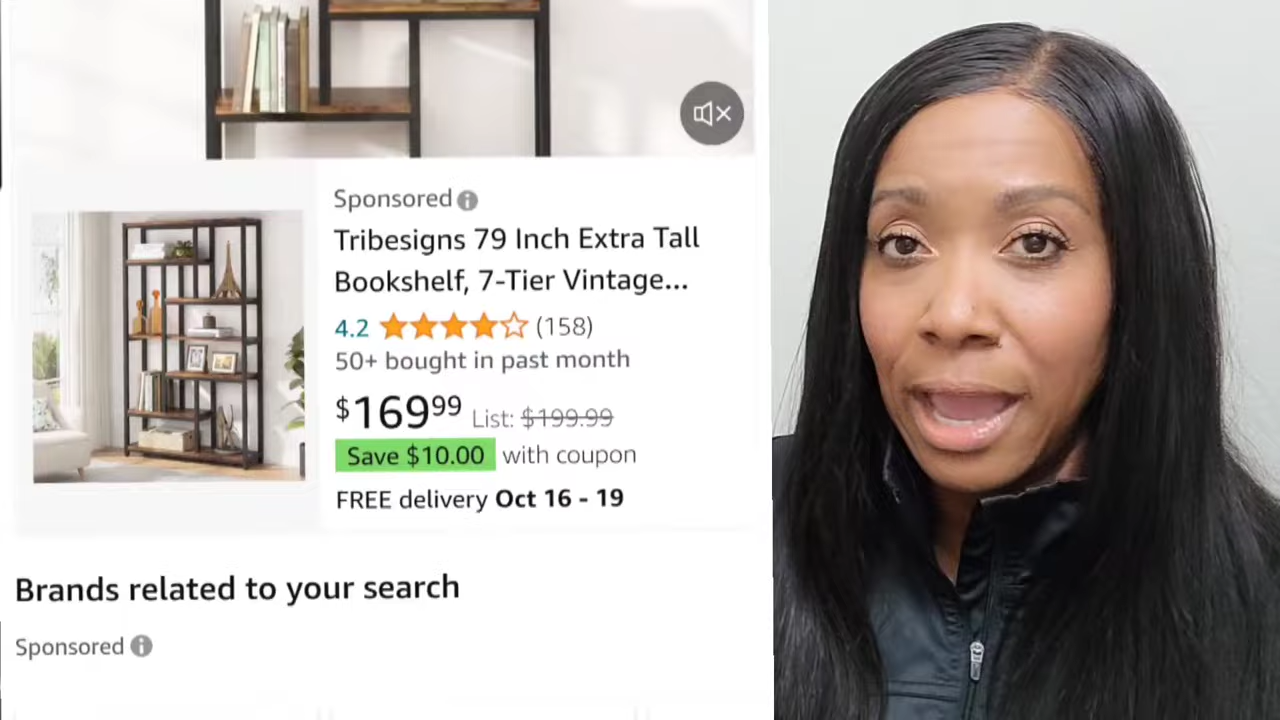 Sponsored
Tribesigns 79 Inch Extra Tall
Bookshelf, 7-Tier Vintage...
4.2 (158)
50+ bought in past month
$169.99 List: $199.99
Save $10.00 with coupon
FREE delivery Oct 16 - 19
Brands related to your search
Sponsored